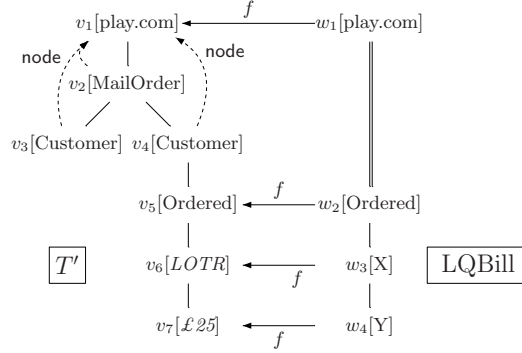 f
v₁[play.com] w₁[play.com]
node node
v₂[MailOrder]
v₃[Customer] v₄[Customer]
f
v₅[Ordered] w₂[Ordered]
T′ v₆[LOTR] w₃[X] LQBill
f
v₇[£25] w₄[Y]
f